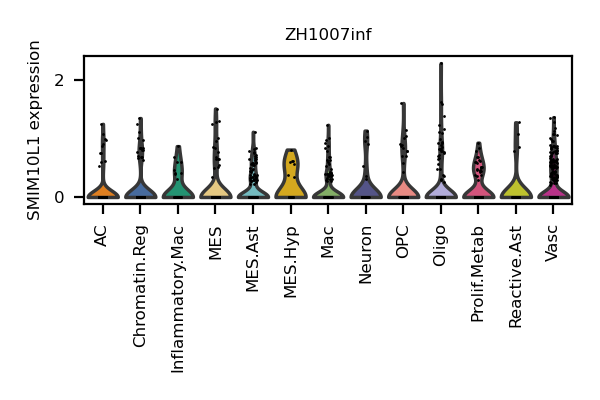 ZH1007inf
SMIM10L1 expression
2
0
AC
Chromatin.Reg
Inflammatory.Mac
MES
MES.Ast
MES.Hyp
Mac
Neuron
OPC
Oligo
Prolif.Metab
Reactive.Ast
Vasc